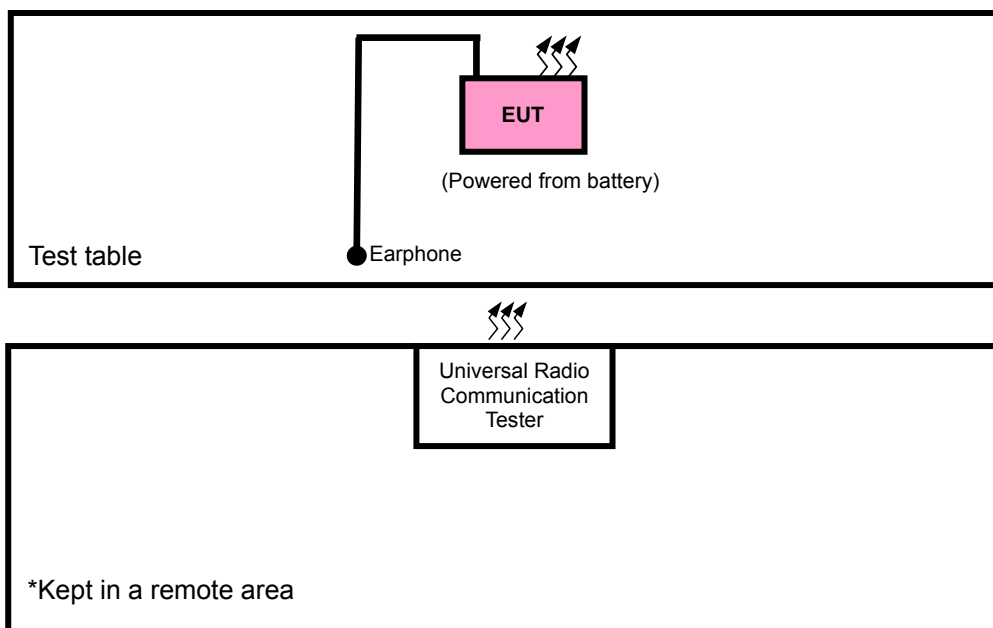 EUT
(Powered from battery)
Test table
Earphone
Universal Radio
Communication
Tester
*Kept in a remote area